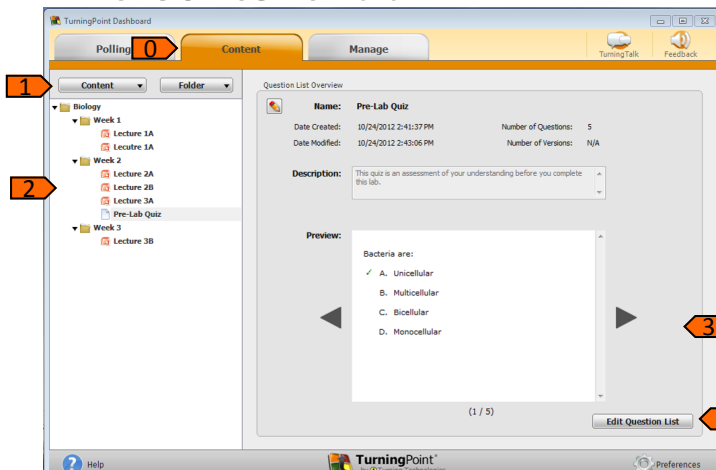 TurningPoint Dashboard
Polling 0 Content Manage
TurningTalk Feedback
1 Content Folder
Biology
Week 1
Lecture 1A
Lecutre 1A
Week 2
Lecture 2A
2 Lecture 2B
Lecture 3A
Pre-Lab Quiz
Week 3
Lecture 3B
Question List Overview
Name: Pre-Lab Quiz
Date Created: 10/24/2012 2:41:37 PM Number of Questions: 5
Date Modified: 10/24/2012 2:43:06 PM Number of Versions: N/A
Description: This quiz is an assessment of your understanding before you complete
this lab.
Preview:
Bacteria are:
✓ A. Unicellular
B. Multicellular
C. Bicellular
D. Monocellular
3
(1 / 5)
Edit Question List
Help TurningPoint Preferences